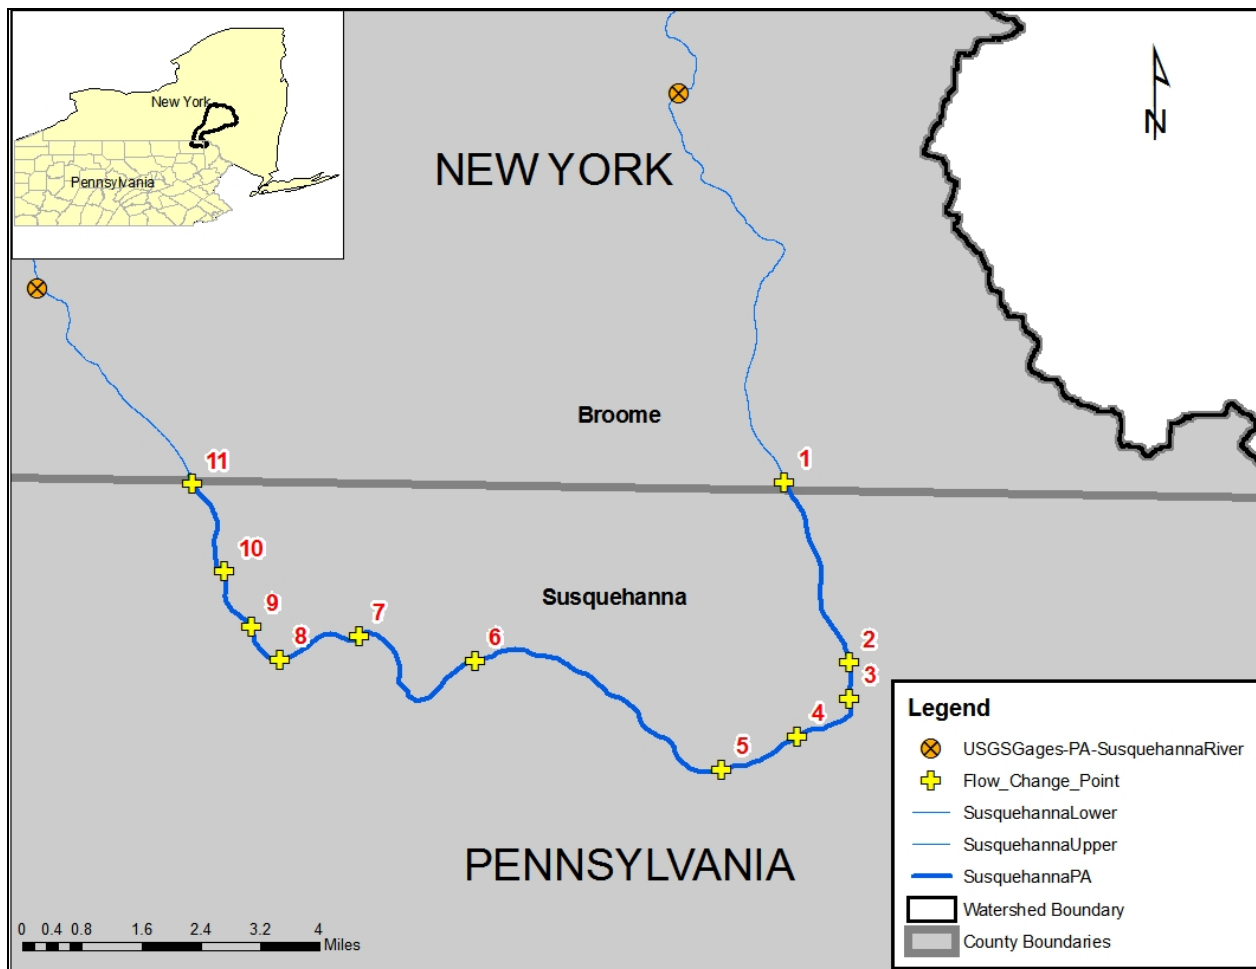 New York
Pennsylvania
N
NEW YORK
Broome
11
1
10
Susquehanna
9
7
8
6
2
3
4
5
PENNSYLVANIA
Legend
USGSGages-PA-SusquehannaRiver
Flow_Change_Point
SusquehannaLower
SusquehannaUpper
SusquehannaPA
Watershed Boundary
County Boundaries
0 0.4 0.8 1.6 2.4 3.2 4
Miles